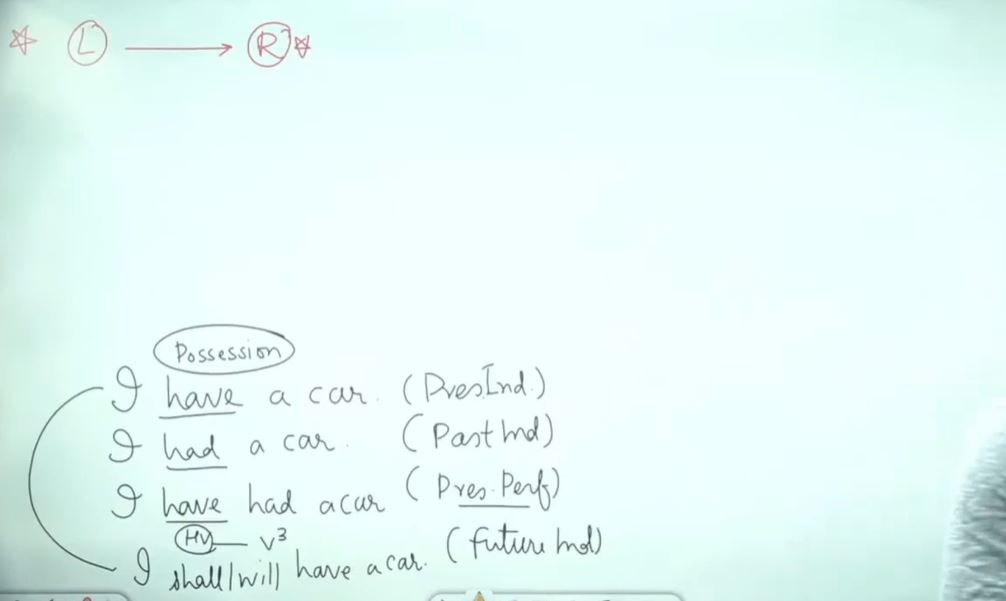 L → R
Possession
I have a car. (Pres Ind.)
I had a car. (Past Ind)
I have had a car (Pres. Perf)
HV — V³
I shall/will have a car. (future Ind)